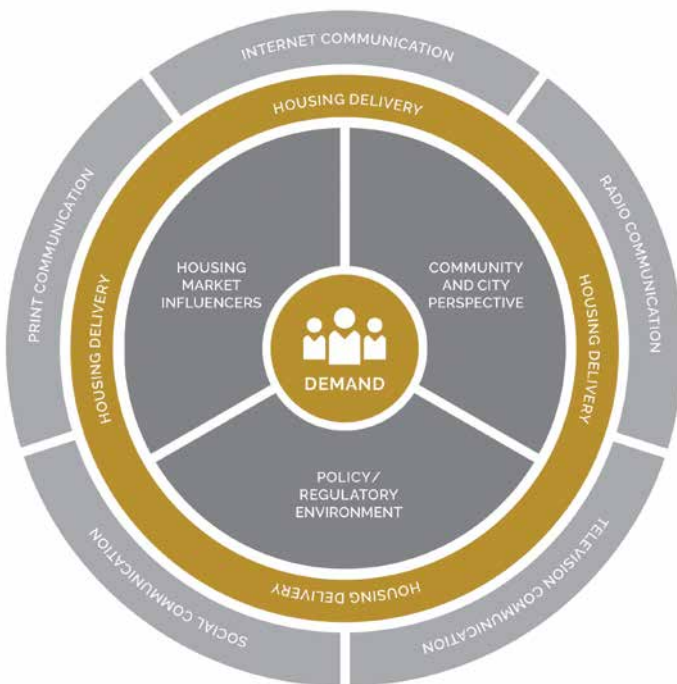 INTERNET COMMUNICATION
HOUSING DELIVERY
PRINT COMMUNICATION
RADIO COMMUNICATION
HOUSING DELIVERY
HOUSING DELIVERY
HOUSING
MARKET
INFLUENCERS
COMMUNITY
AND CITY
PERSPECTIVE
DEMAND
POLICY/
REGULATORY
ENVIRONMENT
HOUSING DELIVERY
SOCIAL COMMUNICATION
TELEVISION COMMUNICATION